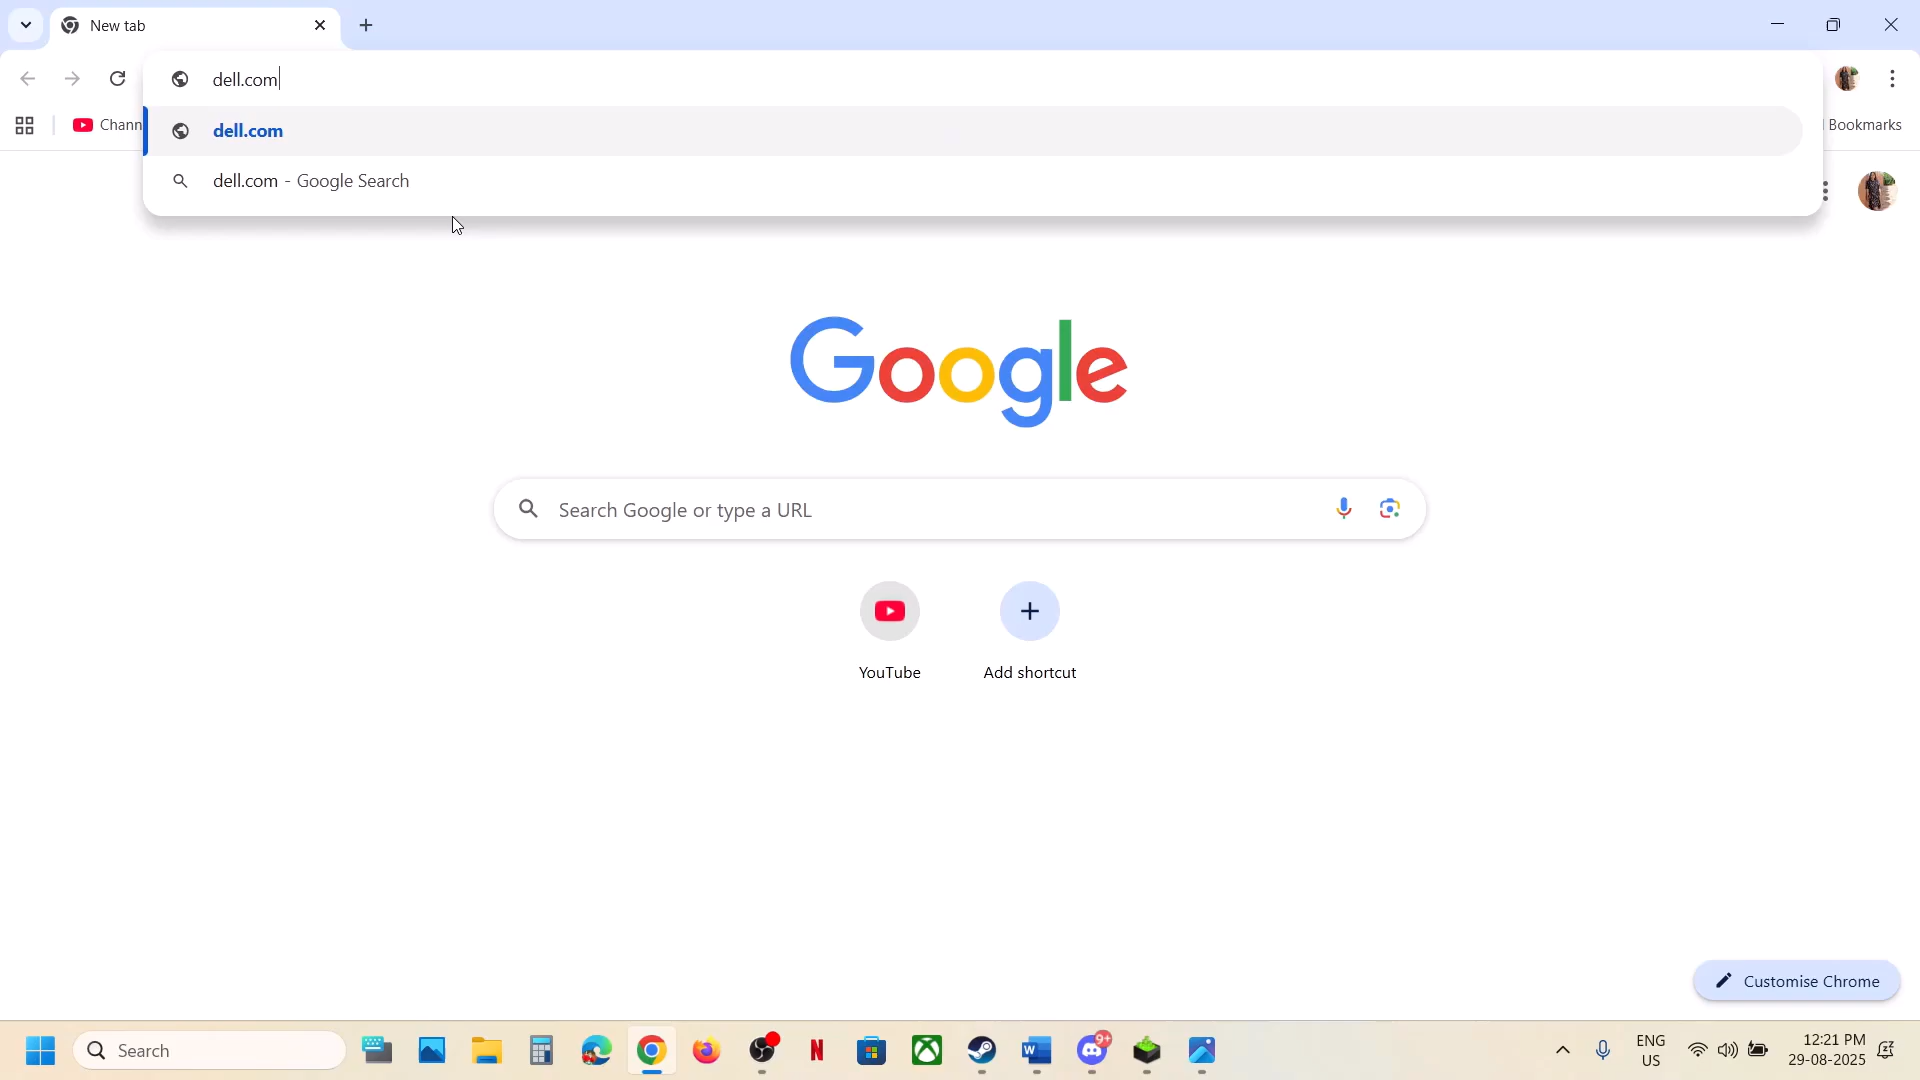 New tab
dell.com
Chann
dell.com
Bookmarks
dell.com - Google Search
Google
Search Google or type a URL
YouTube
Add shortcut
Customise Chrome
Search
9+
ENG
US
12:21 PM
29-08-2025